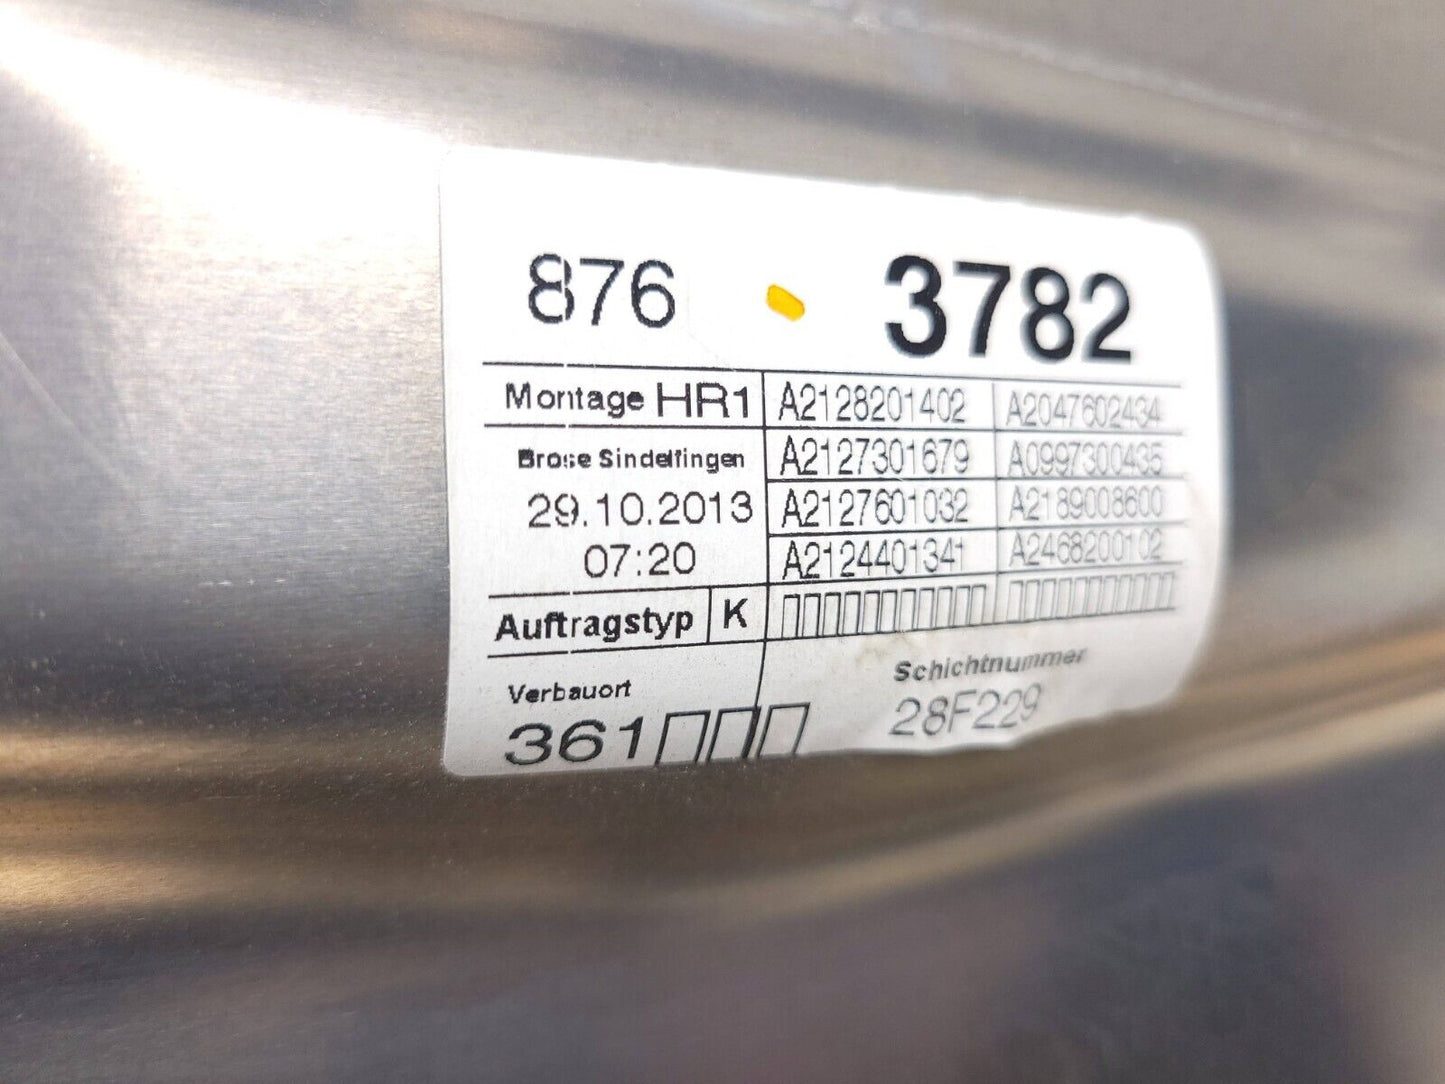 876 - 3782
Montage HR1 A2128201402 A2047602434
Brose Sindelfingen A2127301679 A0997300435
29.10.2013 A2127601032 A2189008600
07:20 A2124401341 A2468200102
Auftragstyp K
Verbauort Schichtnummer
361 28F229